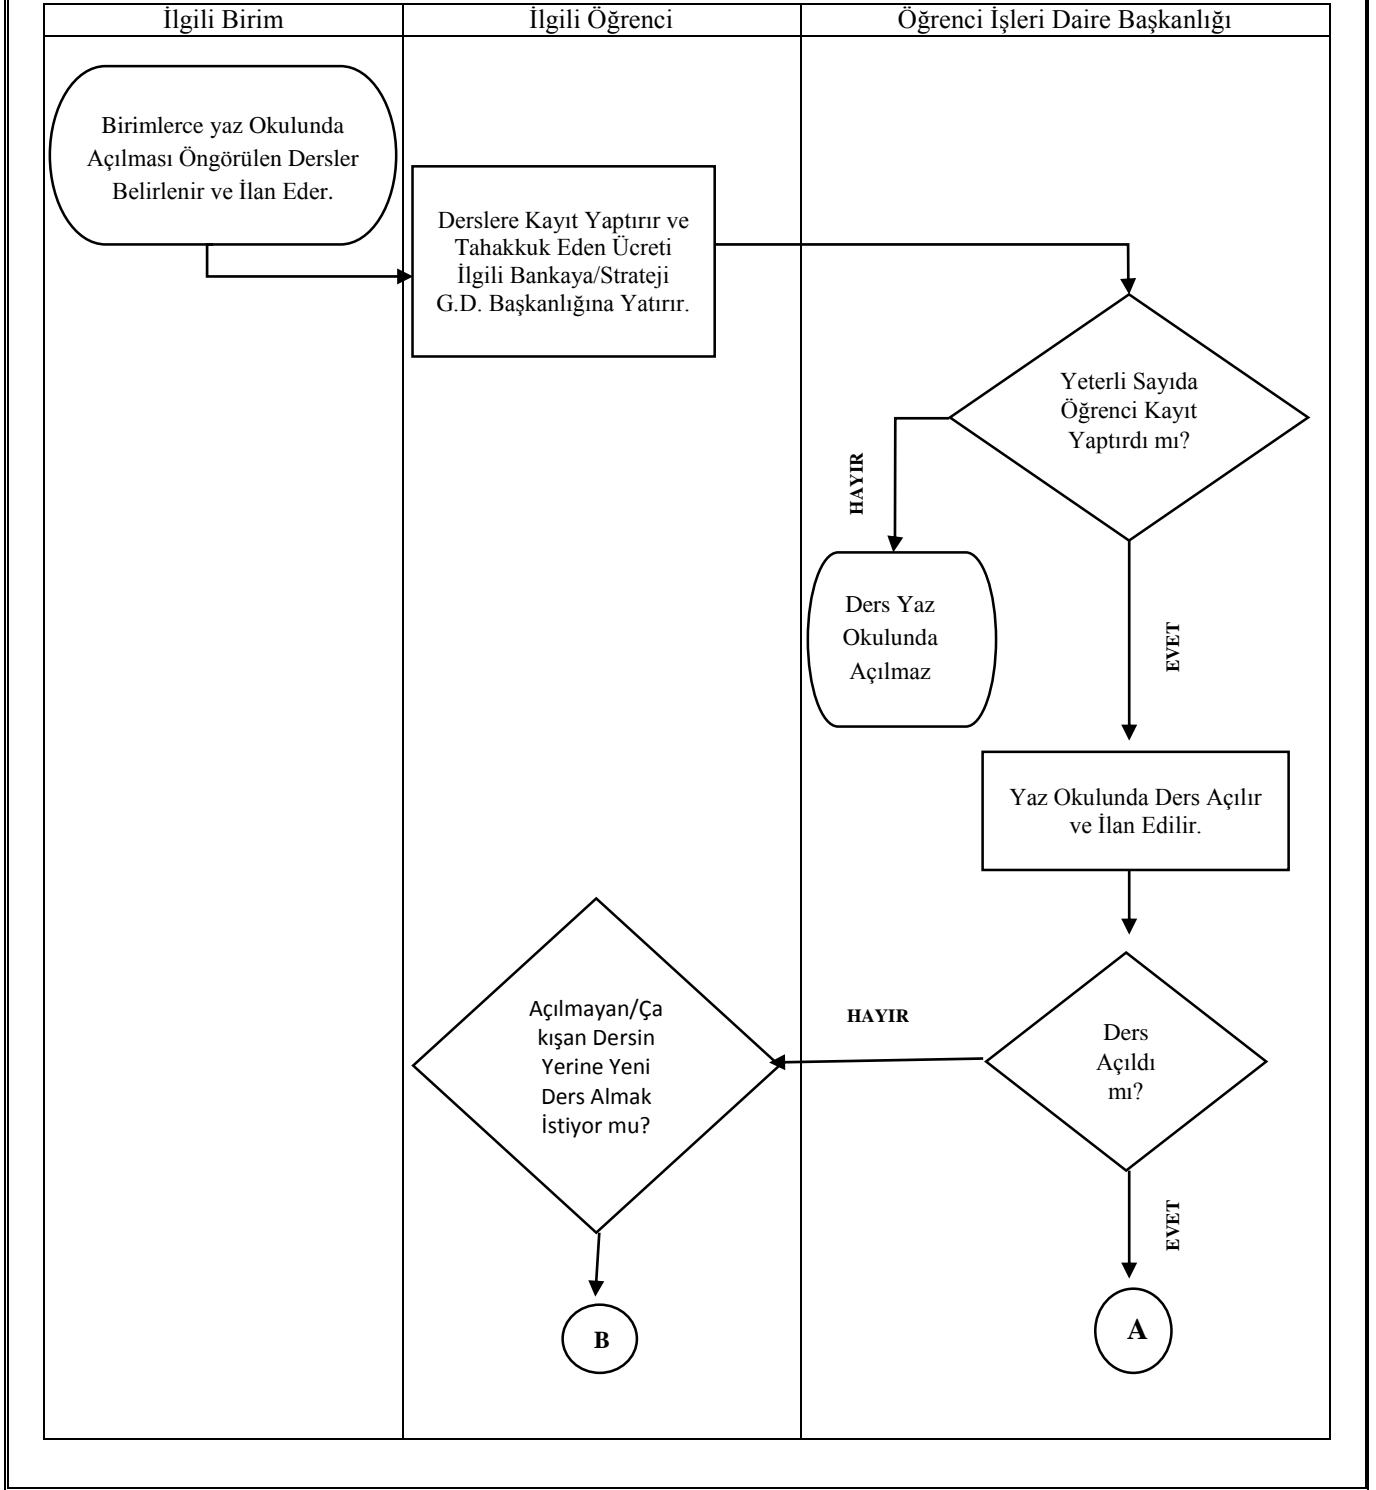 İlgili Birim
İlgili Öğrenci
Öğrenci İşleri Daire Başkanlığı
Birimlerce yaz Okulunda
Açılması Öngörülen Dersler
Belirlenir ve İlan Eder.
Derslere Kayıt Yaptırır ve
Tahakkuk Eden Ücreti
İlgili Bankaya/Strateji
G.D. Başkanlığına Yatırır.
Yeterli Sayıda
Öğrenci Kayıt
Yaptırdı mı?
HAYIR
Ders Yaz
Okulunda
Açılmaz
EVET
Yaz Okulunda Ders Açılır
ve İlan Edilir.
Ders
Açıldı
mı?
HAYIR
Açılmayan/Ça
kışan Dersin
Yerine Yeni
Ders Almak
İstiyor mu?
EVET
B
A